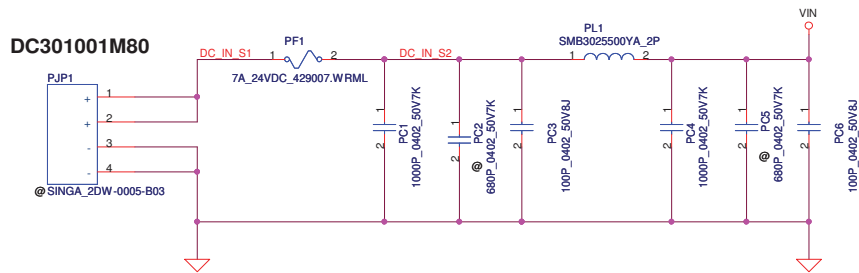 VIN
DC301001M80
DC_IN_S1
PF1
1 2
7A_24VDC_429007.WRML
DC_IN_S2
PL1
SMB3025500YA_2P
1 2
PJP1
+ 1
+ 2
- 3
- 4
@ SINGA_2DW-0005-B03
1
2
PC1
1000P_0402_50V7K
1
2
@ PC2
680P_0402_50V7K
1
2
PC3
100P_0402_50V8J
1
2
PC4
1000P_0402_50V7K
1
2
@ PC5
680P_0402_50V7K
1
2
PC6
100P_0402_50V8J